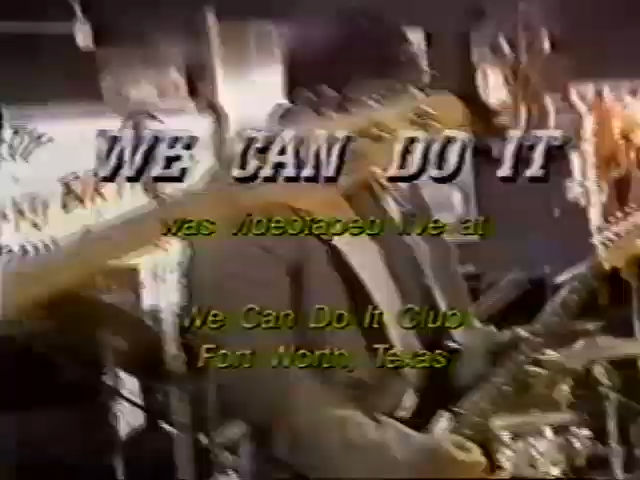 WE CAN DO IT
was videotaped live at
We Can Do It Club
Fort Worth, Texas